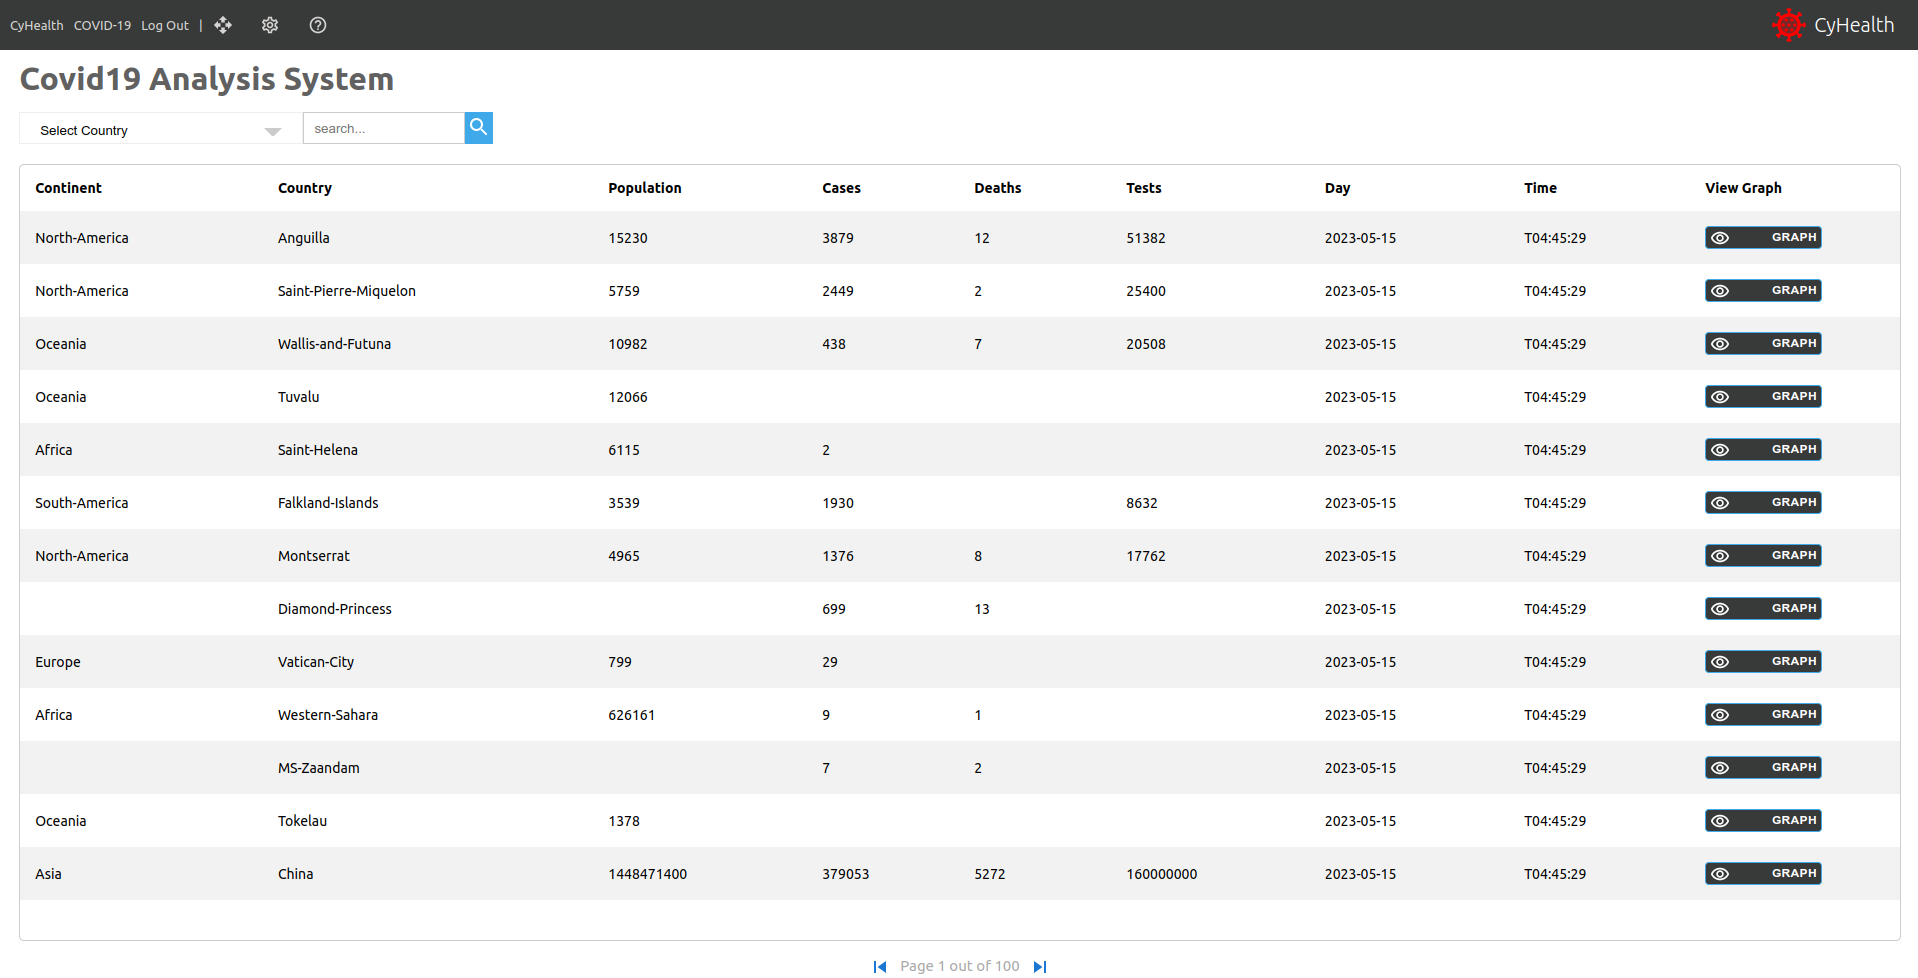 CyHealth COVID-19 Log Out | CyHealth
Covid19 Analysis System
Select Country search...
Continent Country Population Cases Deaths Tests Day Time View Graph
North-America Anguilla 15230 3879 12 51382 2023-05-15 T04:45:29 GRAPH
North-America Saint-Pierre-Miquelon 5759 2449 2 25400 2023-05-15 T04:45:29 GRAPH
Oceania Wallis-and-Futuna 10982 438 7 20508 2023-05-15 T04:45:29 GRAPH
Oceania Tuvalu 12066 2023-05-15 T04:45:29 GRAPH
Africa Saint-Helena 6115 2 2023-05-15 T04:45:29 GRAPH
South-America Falkland-Islands 3539 1930 8632 2023-05-15 T04:45:29 GRAPH
North-America Montserrat 4965 1376 8 17762 2023-05-15 T04:45:29 GRAPH
Diamond-Princess 699 13 2023-05-15 T04:45:29 GRAPH
Europe Vatican-City 799 29 2023-05-15 T04:45:29 GRAPH
Africa Western-Sahara 626161 9 1 2023-05-15 T04:45:29 GRAPH
MS-Zaandam 7 2 2023-05-15 T04:45:29 GRAPH
Oceania Tokelau 1378 2023-05-15 T04:45:29 GRAPH
Asia China 1448471400 379053 5272 160000000 2023-05-15 T04:45:29 GRAPH
Page 1 out of 100